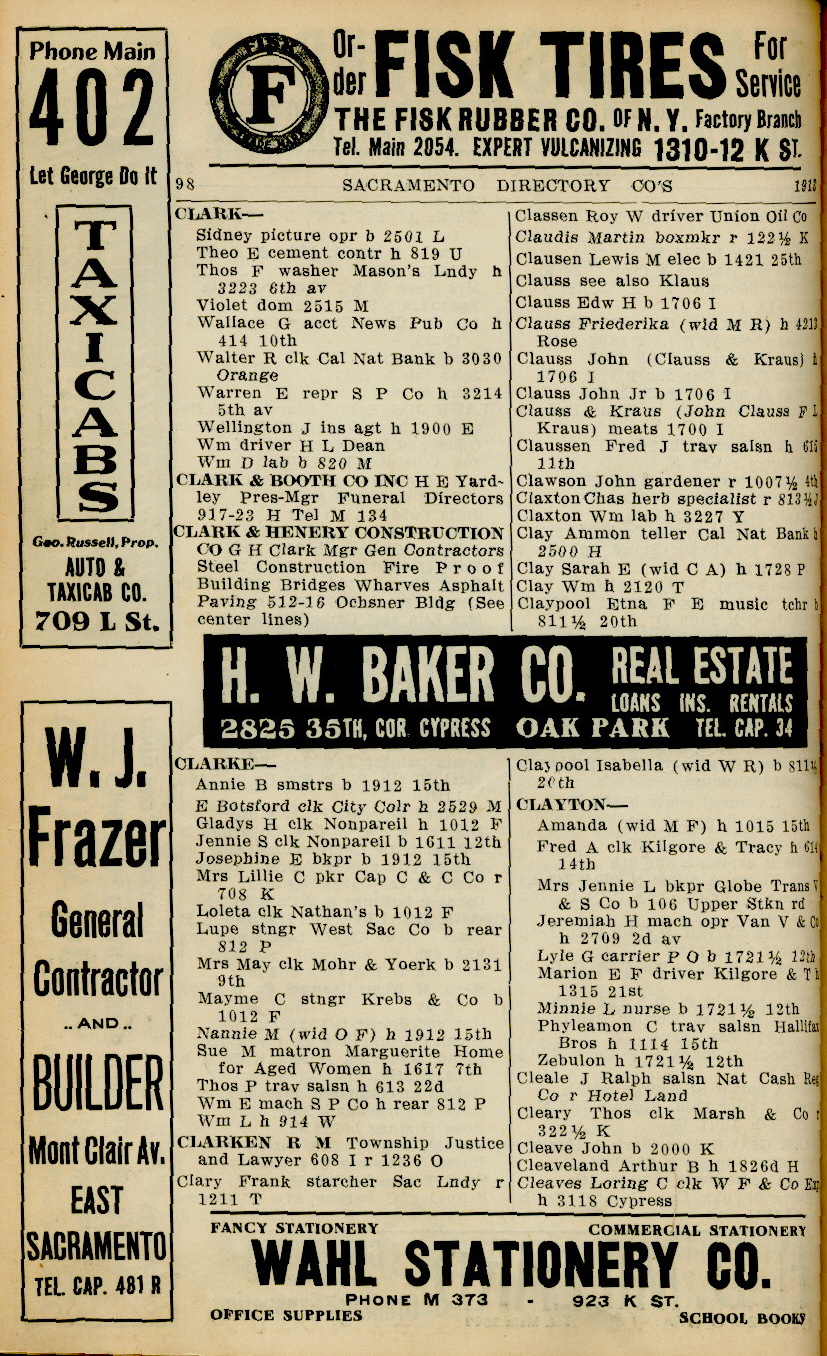 Phone Main
402
Let George Do It
TAXICABS
Geo. Russell, Prop.
AUTO &
TAXICAB CO.
709 L St.
W. J.
Frazer
General
Contractor
.. AND ..
BUILDER
Mont Clair Av.
EAST
SACRAMENTO
TEL. CAP. 481 R
FISK
F
TRADE MARK
Or-
der FISK TIRES For
Service
THE FISK RUBBER CO. OF N. Y. Factory Branch
Tel. Main 2054. EXPERT VULCANIZING 1310-12 K ST.
98 SACRAMENTO DIRECTORY CO'S 1913
CLARK—
Sidney picture opr b 2501 L
Theo E cement contr h 819 U
Thos F washer Mason's Lndy h
3223 6th av
Violet dom 2515 M
Wallace G acct News Pub Co h
414 10th
Walter R clk Cal Nat Bank b 3030
Orange
Warren E repr S P Co h 3214
5th av
Wellington J ins agt h 1900 E
Wm driver H L Dean
Wm D lab b 820 M
CLARK & BOOTH CO INC H E Yard-
ley Pres-Mgr Funeral Directors
917-23 H Tel M 134
CLARK & HENERY CONSTRUCTION
CO G H Clark Mgr Gen Contractors
Steel Construction Fire Proof
Building Bridges Wharves Asphalt
Paving 512-16 Ochsner Bldg (See
center lines)
Classen Roy W driver Union Oil Co
Claudis Martin boxmkr r 122½ K
Clausen Lewis M elec b 1421 25th
Clauss see also Klaus
Clauss Edw H b 1706 I
Clauss Friederika (wid M R) h 4213
Rose
Clauss John (Clauss & Kraus) h
1706 I
Clauss John Jr b 1706 I
Clauss & Kraus (John Clauss F L
Kraus) meats 1700 I
Claussen Fred J trav salsn h 615
11th
Clawson John gardener r 1007½ 4th
Claxton Chas herb specialist r 813½ J
Claxton Wm lab h 3227 Y
Clay Ammon teller Cal Nat Bank h
2500 H
Clay Sarah E (wid C A) h 1728 P
Clay Wm h 2120 T
Claypool Etna F E music tchr b
811½ 20th
H. W. BAKER CO. REAL ESTATE
LOANS INS. RENTALS
2825 35TH, COR. CYPRESS OAK PARK TEL. CAP. 34
CLARKE—
Annie B smstrs b 1912 15th
E Botsford clk City Colr h 2529 M
Gladys H clk Nonpareil h 1012 F
Jennie S clk Nonpareil b 1611 12th
Josephine E bkpr b 1912 15th
Mrs Lillie C pkr Cap C & C Co r
708 K
Loleta clk Nathan's b 1012 F
Lupe stngr West Sac Co b rear
812 P
Mrs May clk Mohr & Yoerk b 2131
9th
Mayme C stngr Krebs & Co b
1012 F
Nannie M (wid O F) h 1912 15th
Sue M matron Marguerite Home
for Aged Women h 1617 7th
Thos P trav salsn h 613 22d
Wm E mach S P Co h rear 812 P
Wm L h 914 W
CLARKEN R M Township Justice
and Lawyer 608 I r 1236 O
Clary Frank starcher Sac Lndy r
1211 T
Claypool Isabella (wid W R) b 811½
20th
CLAYTON—
Amanda (wid M F) h 1015 15th
Fred A clk Kilgore & Tracy h 614
14th
Mrs Jennie L bkpr Globe Trans V
& S Co b 106 Upper Stkn rd
Jeremiah H mach opr Van V & Co
h 2709 2d av
Lyle G carrier P O b 1721½ 12th
Marion E F driver Kilgore & T h
1315 21st
Minnie L nurse b 1721½ 12th
Phyleamon C trav salsn Hallifax
Bros h 1114 15th
Zebulon h 1721½ 12th
Cleale J Ralph salsn Nat Cash Reg
Co r Hotel Land
Cleary Thos clk Marsh & Co r
322½ K
Cleave John b 2000 K
Cleaveland Arthur B h 1826d H
Cleaves Loring C clk W F & Co Exp
h 3118 Cypress
FANCY STATIONERY COMMERCIAL STATIONERY
WAHL STATIONERY CO.
PHONE M 373 - 923 K ST.
OFFICE SUPPLIES SCHOOL BOOKS